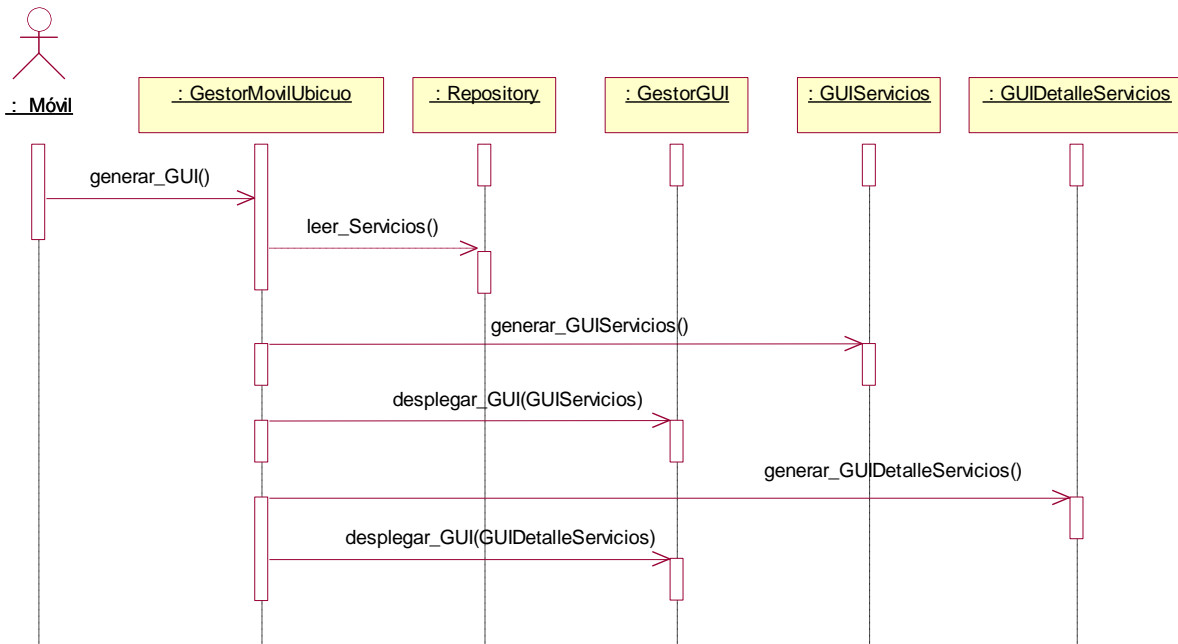 : Móvil
: GestorMovilUbicuo
: Repository
: GestorGUI
: GUIServicios
: GUIDetalleServicios
generar_GUI()
leer_Servicios()
generar_GUIServicios()
desplegar_GUI(GUIServicios)
generar_GUIDetalleServicios()
desplegar_GUI(GUIDetalleServicios)